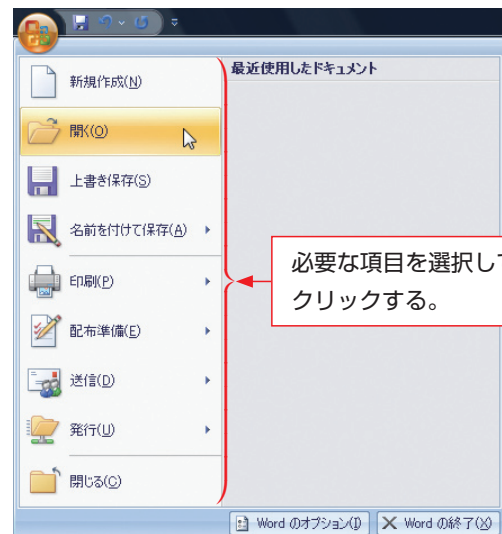 最近使用したドキュメント
新規作成(N)
開く(O)
上書き保存(S)
名前を付けて保存(A)
印刷(P)
配布準備(E)
送信(D)
発行(U)
閉じる(C)
必要な項目を選択して
クリックする。
Word のオプション(I)
Word の終了(X)